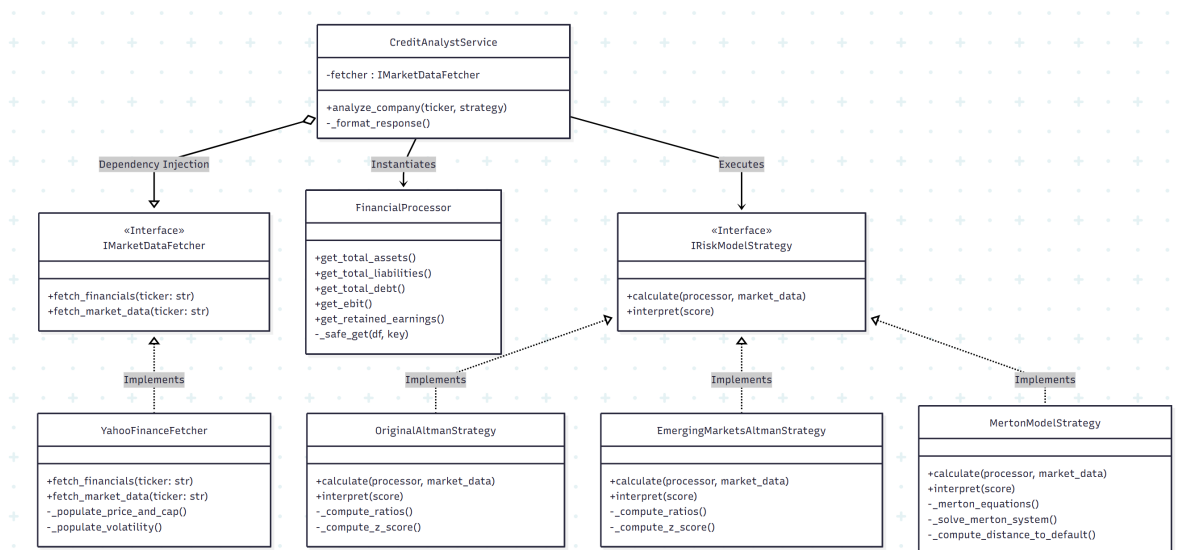 CreditAnalystService
-fetcher : IMarketDataFetcher
+analyze_company(ticker, strategy)
-_format_response()
Dependency Injection
Instantiates
Executes
«Interface»
IMarketDataFetcher
+fetch_financials(ticker: str)
+fetch_market_data(ticker: str)
FinancialProcessor
+get_total_assets()
+get_total_liabilities()
+get_total_debt()
+get_ebit()
+get_retained_earnings()
-_safe_get(df, key)
«Interface»
IRiskModelStrategy
+calculate(processor, market_data)
+interpret(score)
Implements
Implements
Implements
Implements
YahooFinanceFetcher
+fetch_financials(ticker: str)
+fetch_market_data(ticker: str)
-_populate_price_and_cap()
-_populate_volatility()
OriginalAltmanStrategy
+calculate(processor, market_data)
+interpret(score)
-_compute_ratios()
-_compute_z_score()
EmergingMarketsAltmanStrategy
+calculate(processor, market_data)
+interpret(score)
-_compute_ratios()
-_compute_z_score()
MertonModelStrategy
+calculate(processor, market_data)
+interpret(score)
-_merton_equations()
-_solve_merton_system()
-_compute_distance_to_default()